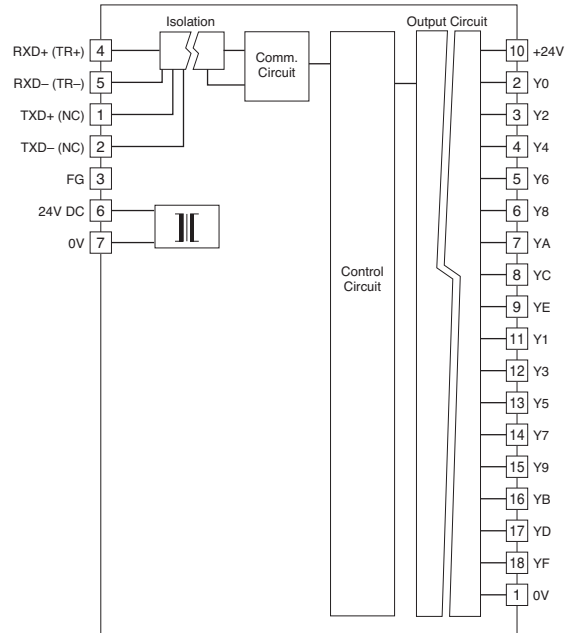 Isolation
Output Circuit
RXD+ (TR+) 4
RXD– (TR–) 5
TXD+ (NC) 1
TXD– (NC) 2
FG 3
24V DC 6
0V 7
Comm.
Circuit
Control
Circuit
10 +24V
2 Y0
3 Y2
4 Y4
5 Y6
6 Y8
7 YA
8 YC
9 YE
11 Y1
12 Y3
13 Y5
14 Y7
15 Y9
16 YB
17 YD
18 YF
1 0V